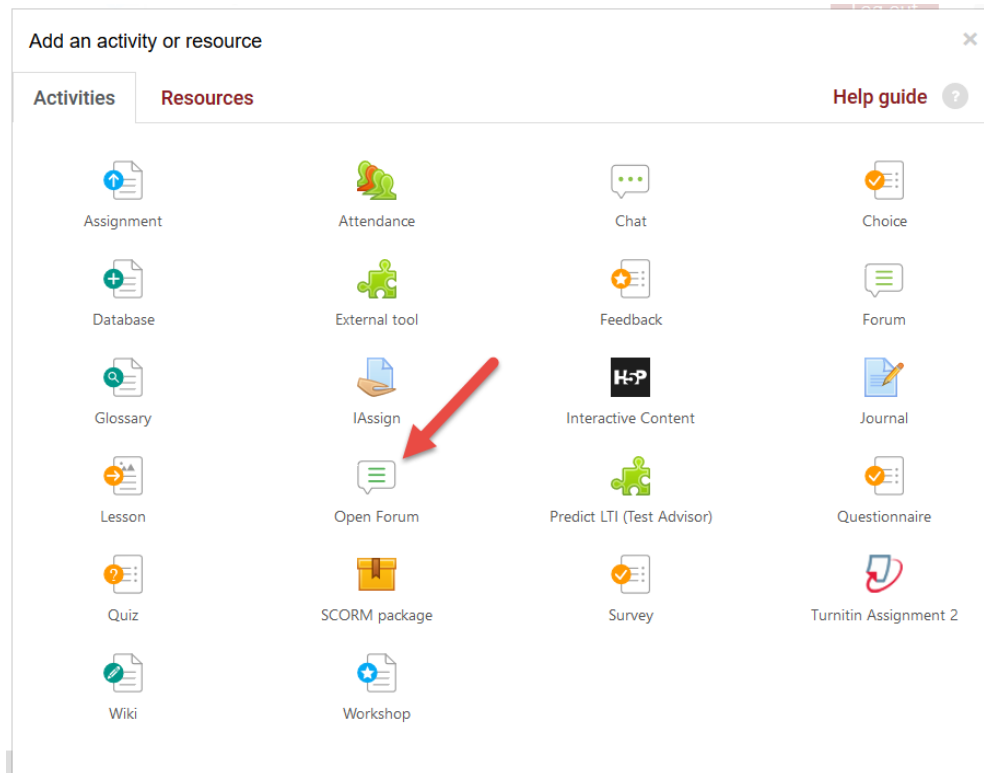 Log out
Add an activity or resource ×
Activities Resources Help guide ?
Assignment Attendance Chat Choice
Database External tool Feedback Forum
H5P
Glossary IAssign Interactive Content Journal
Lesson Open Forum Predict LTI (Test Advisor) Questionnaire
?
Quiz SCORM package Survey Turnitin Assignment 2
Wiki Workshop